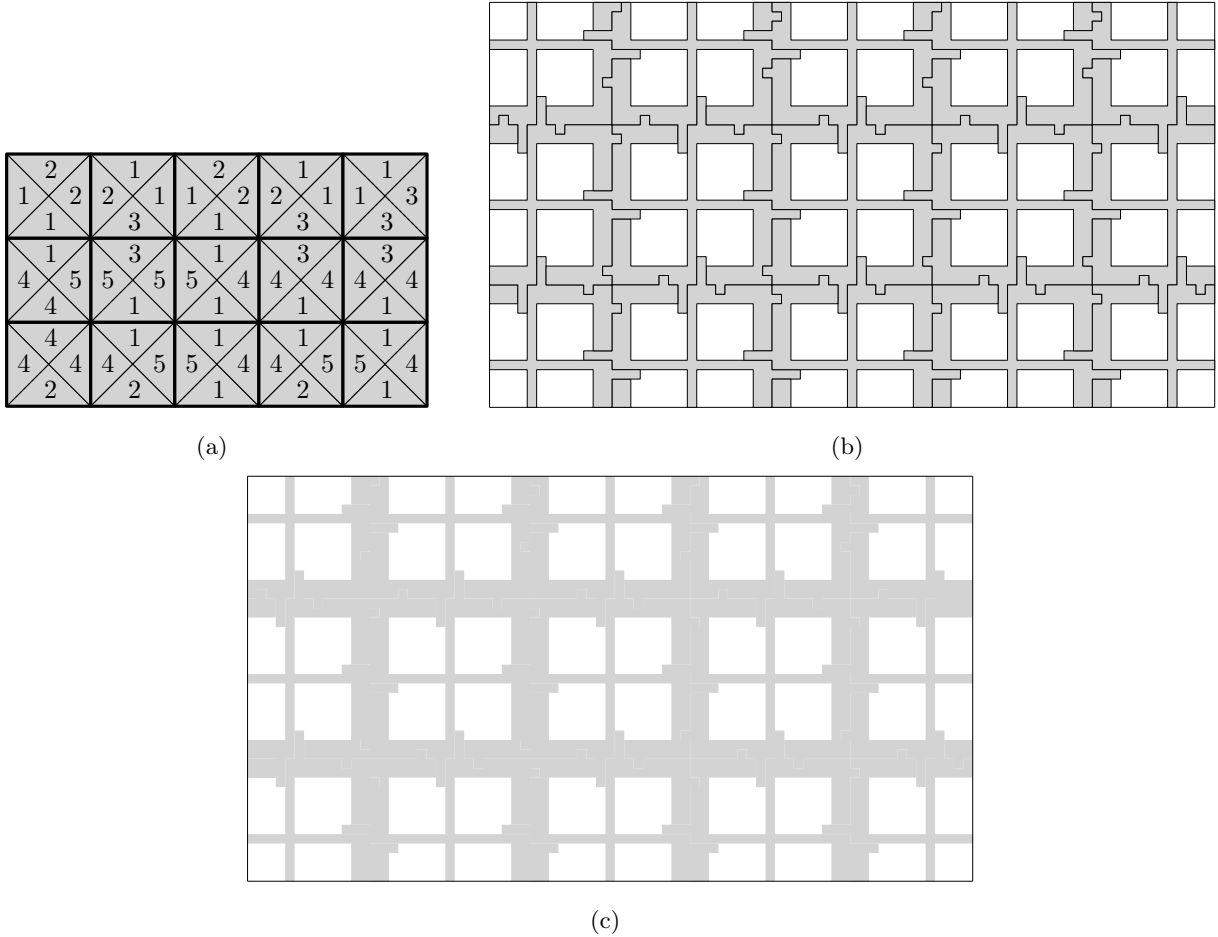 2 1 2 1 1
1 2 2 1 1 2 2 1 1 3
1 3 1 3 3
1 3 1 3 3
4 5 5 5 5 4 4 4 4 4
4 1 1 1 1
4 1 1 1 1
4 4 4 5 5 4 4 5 5 4
2 2 1 2 1
(a)
(b)
(c)